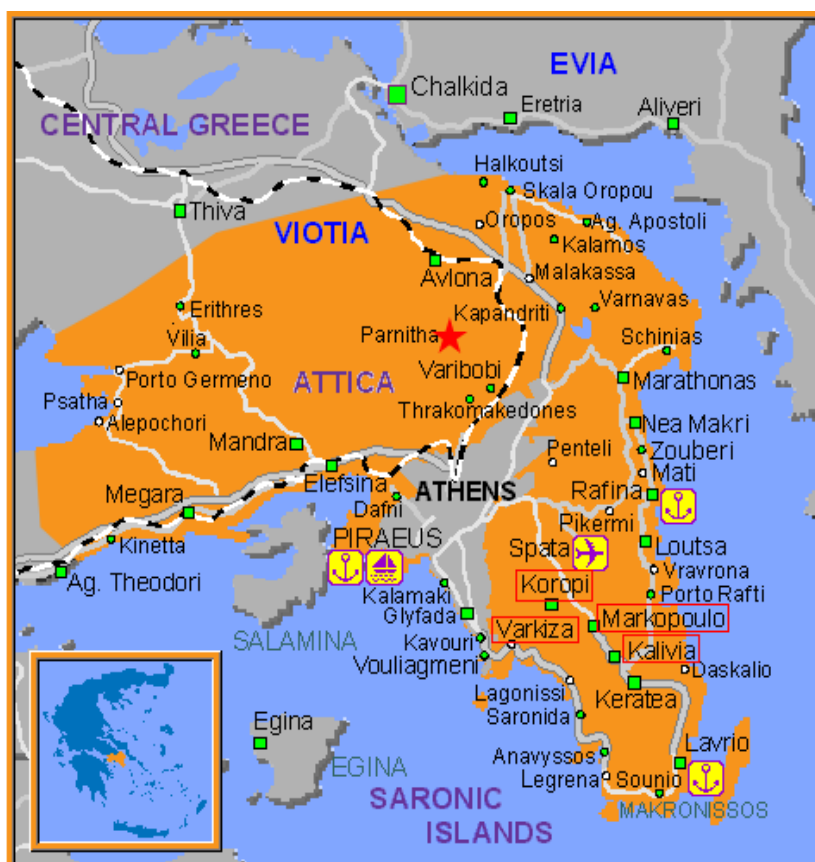 EVIA
Chalkida
Eretria
Aliveri
CENTRAL GREECE
Halkoutsi
Skala Oropou
Thiva
VIOTIA
Oropos
Ag. Apostoli
Kalamos
Avlona
Malakassa
Erithres
Kapandriti
Varnavas
Vilia
Parnitha
Schinias
Porto Germeno
ATTICA
Varibobi
Marathonas
Psatha
Alepochori
Thrakomakedones
Nea Makri
Mandra
Penteli
Zouberi
Mati
Elefsina
ATHENS
Rafina
Megara
Dafni
Pikermi
Kinetta
PIRAEUS
Spata
Loutsa
Ag. Theodori
Vravrona
Koropi
Kalamaki
Porto Rafti
Glyfada
Markopoulo
SALAMINA
Kavouri
Varkiza
Kalivia
Vouliagmeni
Daskalio
Lagonissi
Keratea
Saronida
Egina
Lavrio
EGINA
Anavyssos
Legrena
Sounio
SARONIC
ISLANDS
MAKRONISSOS